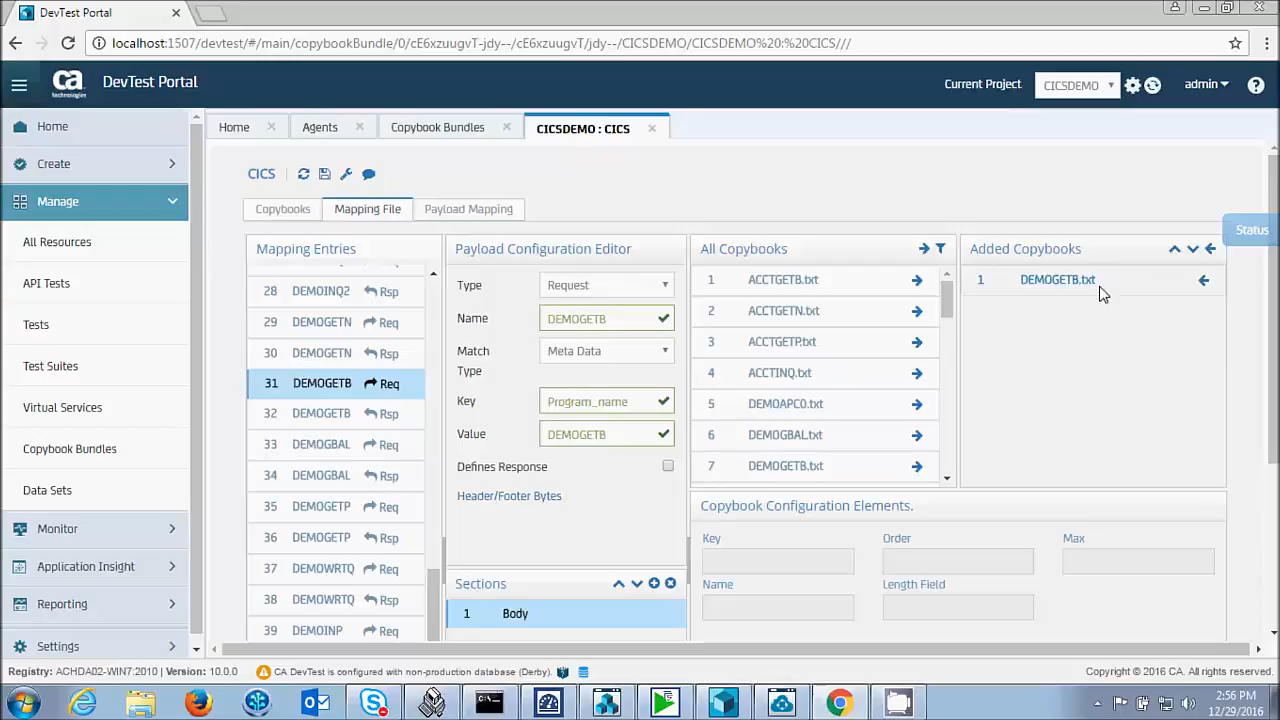 DevTest Portal
localhost:1507/devtest/#/main/copybookBundle/0/cE6xzuugvT-jdy--/cE6xzuugvT/jdy--/CICSDEMO/CICSDEMO%20:%20CICS///
ca technologies
DevTest Portal
Current Project
CICSDEMO
admin
Home
Create
Manage
All Resources
API Tests
Tests
Test Suites
Virtual Services
Copybook Bundles
Data Sets
Monitor
Application Insight
Reporting
Settings
Home
Agents
Copybook Bundles
CICSDEMO : CICS
CICS
Copybooks
Mapping File
Payload Mapping
Status
Mapping Entries
Req
28 DEMOINQ2 Rsp
29 DEMOGETN Req
30 DEMOGETN Rsp
31 DEMOGETB Req
32 DEMOGETB Rsp
33 DEMOGBAL Req
34 DEMOGBAL Rsp
35 DEMOGETP Req
36 DEMOGETP Rsp
37 DEMOWRTQ Req
38 DEMOWRTQ Rsp
39 DEMOINP Req
Payload Configuration Editor
Type Request
Name DEMOGETB
Match Type Meta Data
Key Program_name
Value DEMOGETB
Defines Response
Header/Footer Bytes
Sections
1 Body
All Copybooks
1 ACCTGETB.txt
2 ACCTGETN.txt
3 ACCTGETP.txt
4 ACCTINQ.txt
5 DEMOAPC0.txt
6 DEMOGBAL.txt
7 DEMOGETB.txt
Added Copybooks
1 DEMOGETB.txt
Copybook Configuration Elements.
Key Order Max
Name Length Field
Registry: ACHDA02-WIN7:2010 | Version: 10.0.0
CA DevTest is configured with non-production database (Derby).
Copyright © 2016 CA. All rights reserved.
2:56 PM
12/29/2016